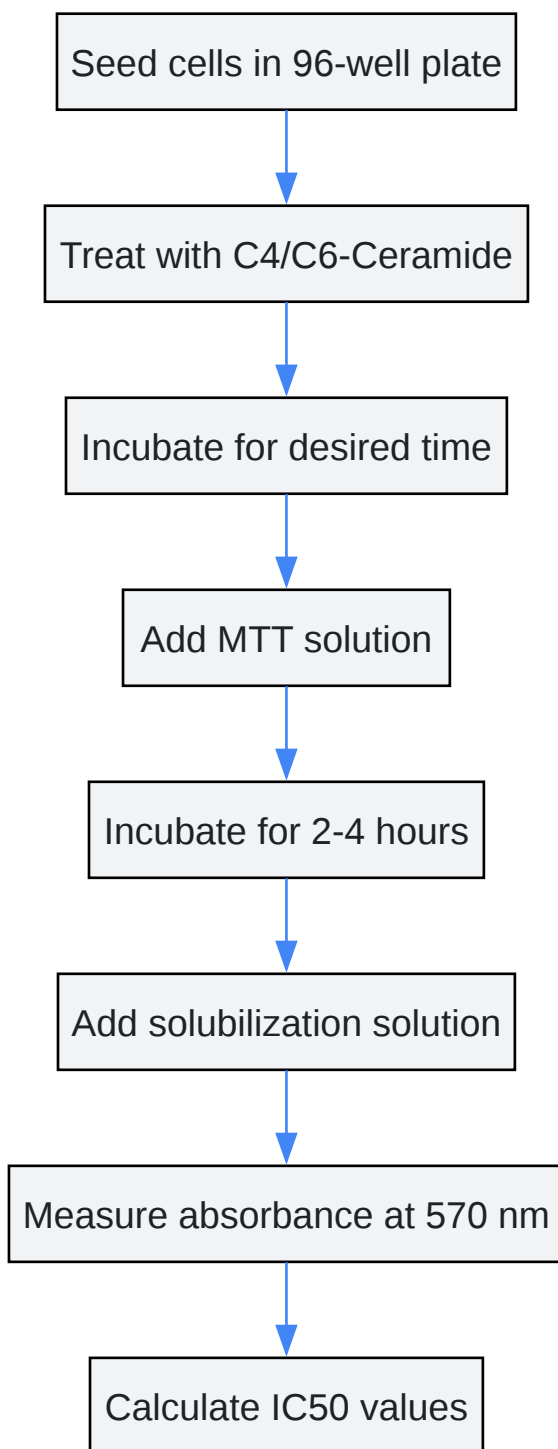 Seed cells in 96-well plate
Treat with C4/C6-Ceramide
Incubate for desired time
Add MTT solution
Incubate for 2-4 hours
Add solubilization solution
Measure absorbance at 570 nm
Calculate IC50 values